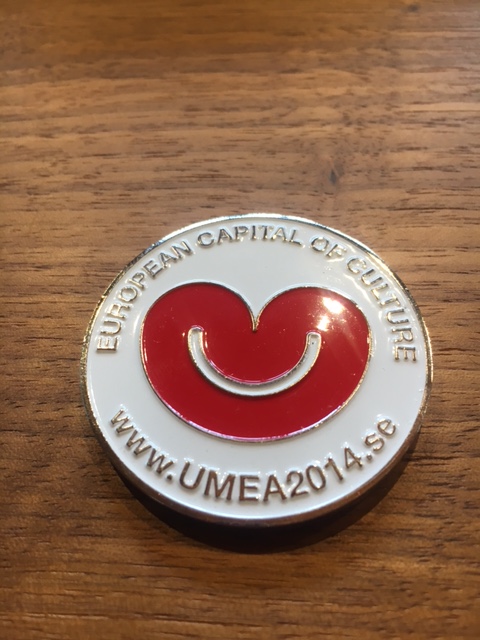 EUROPEAN CAPITAL OF CULTURE
www.UMEA2014.se